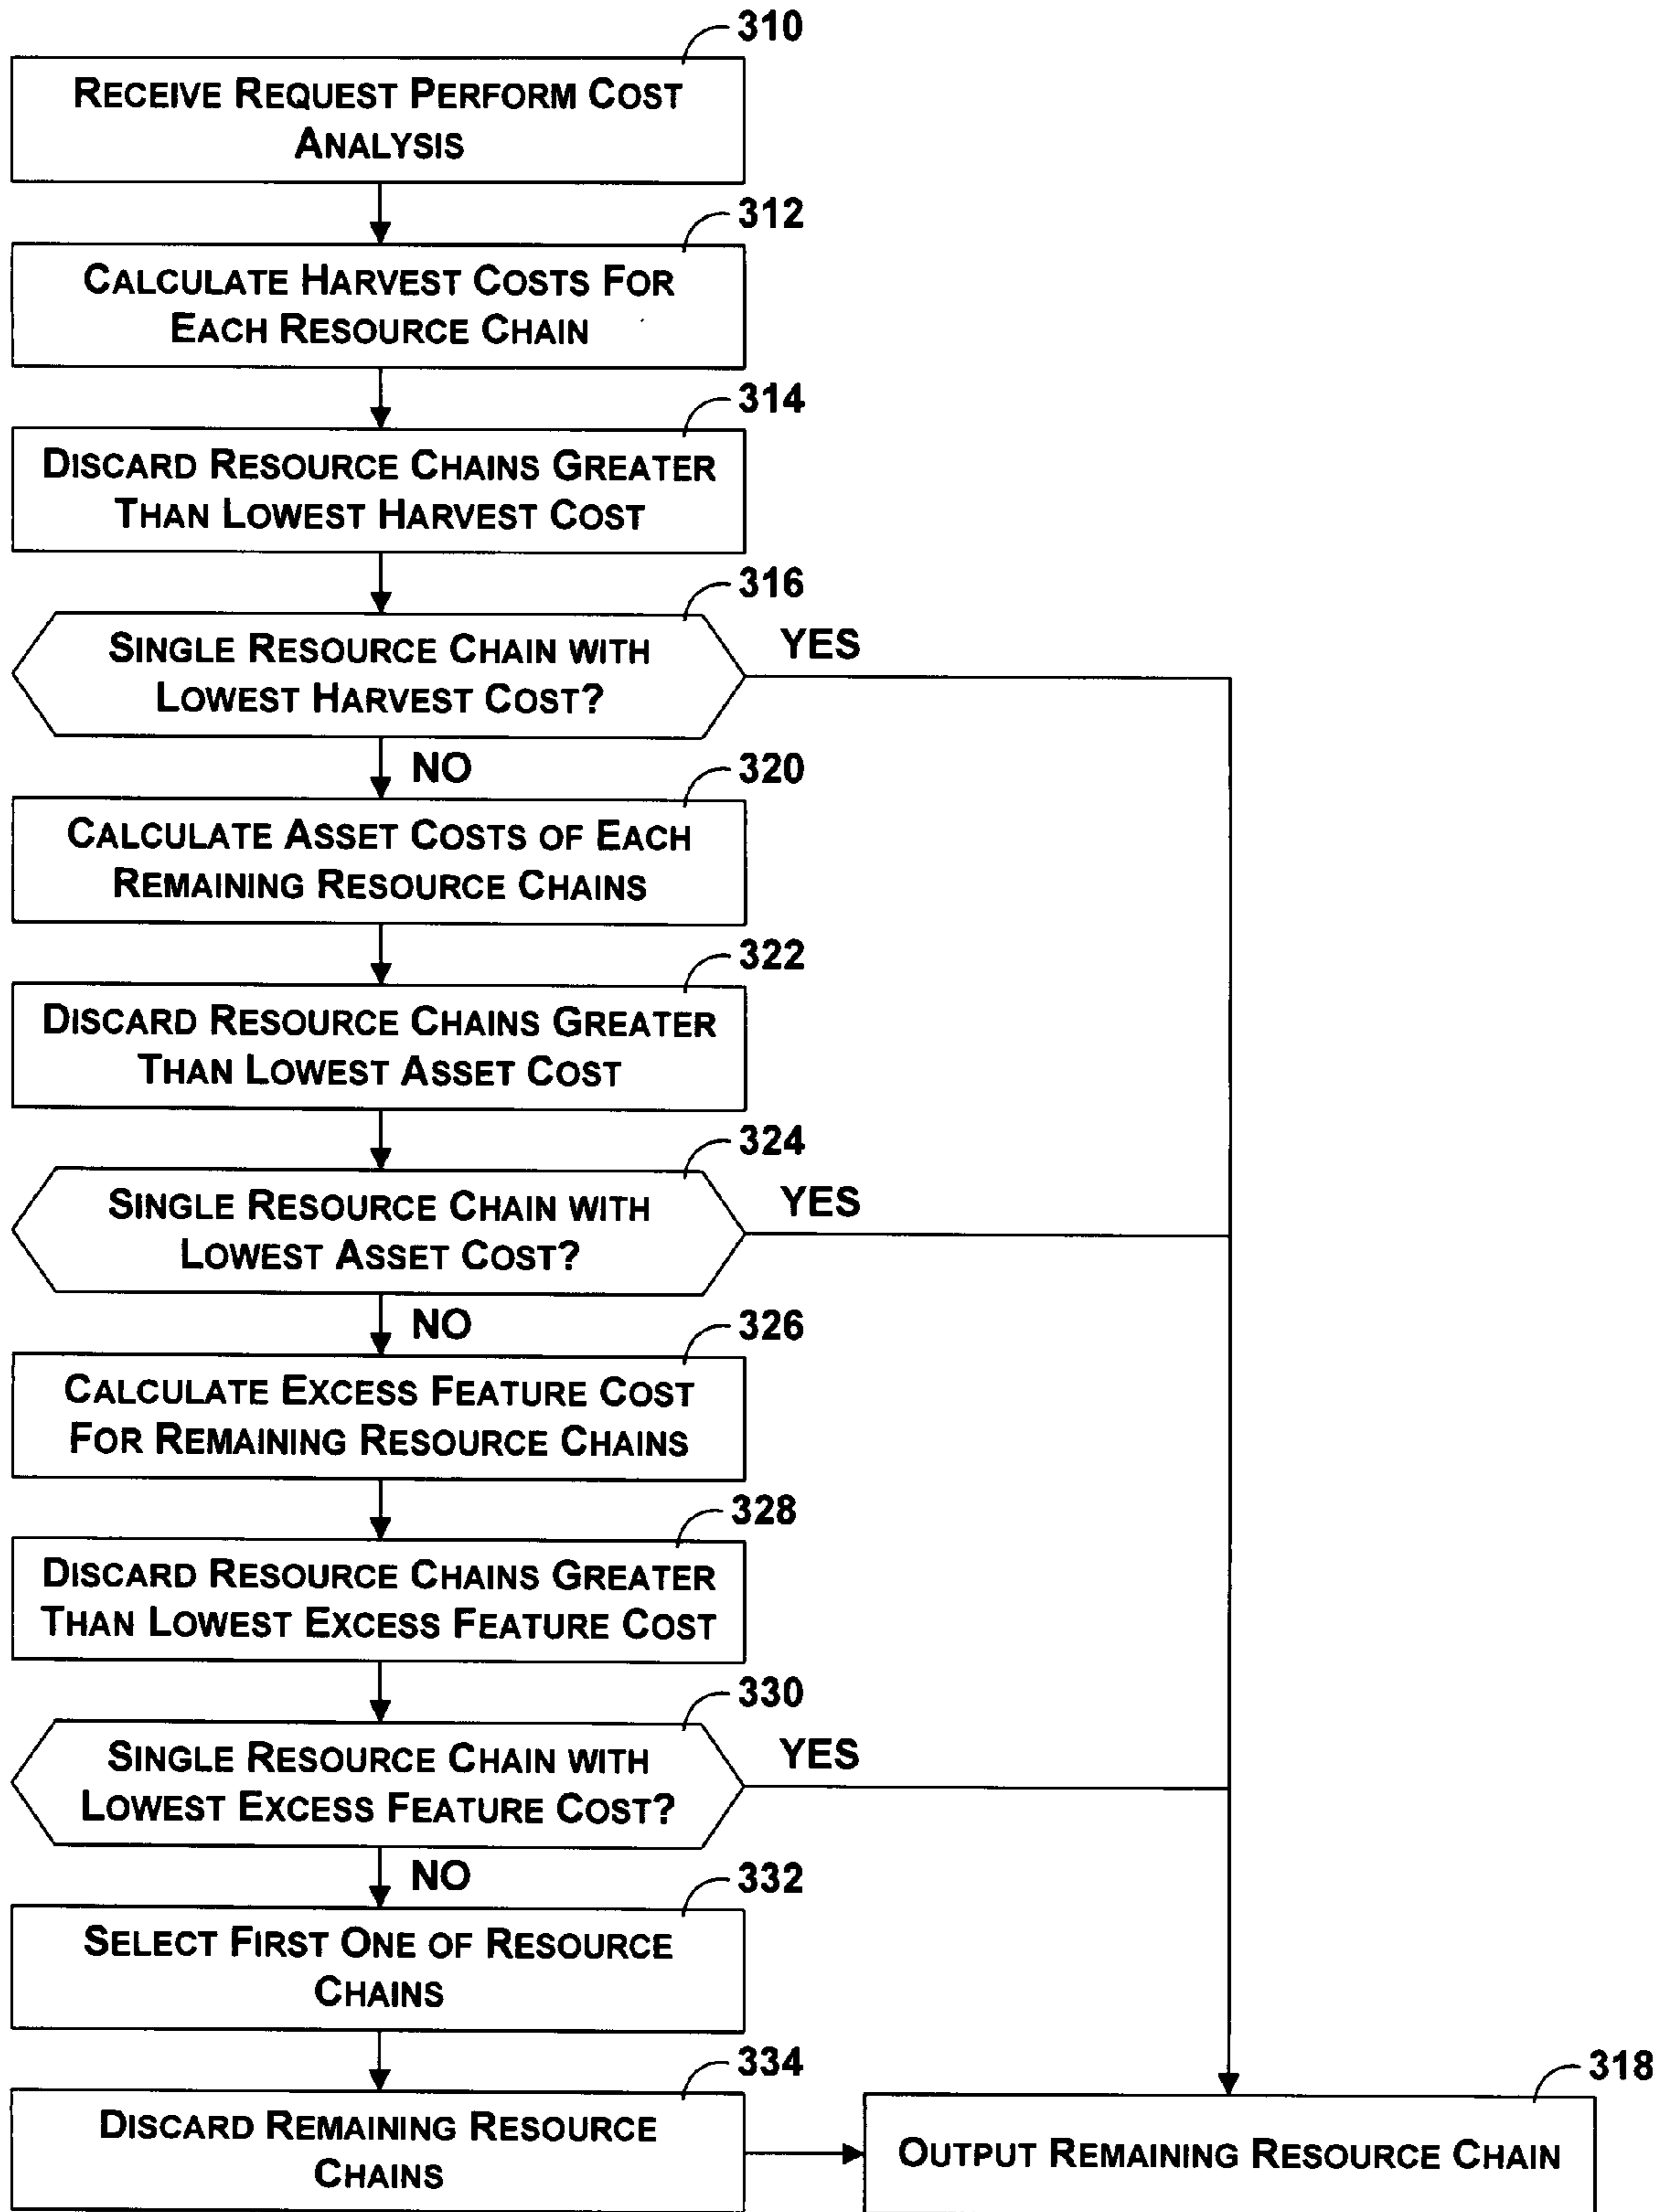 310
RECEIVE REQUEST PERFORM COST
ANALYSIS
312
CALCULATE HARVEST COSTS FOR
EACH RESOURCE CHAIN
314
DISCARD RESOURCE CHAINS GREATER
THAN LOWEST HARVEST COST
316
SINGLE RESOURCE CHAIN WITH
LOWEST HARVEST COST?
YES
NO
320
CALCULATE ASSET COSTS OF EACH
REMAINING RESOURCE CHAINS
322
DISCARD RESOURCE CHAINS GREATER
THAN LOWEST ASSET COST
324
SINGLE RESOURCE CHAIN WITH
LOWEST ASSET COST?
YES
NO
326
CALCULATE EXCESS FEATURE COST
FOR REMAINING RESOURCE CHAINS
328
DISCARD RESOURCE CHAINS GREATER
THAN LOWEST EXCESS FEATURE COST
330
SINGLE RESOURCE CHAIN WITH
LOWEST EXCESS FEATURE COST?
YES
NO
332
SELECT FIRST ONE OF RESOURCE
CHAINS
334
DISCARD REMAINING RESOURCE
CHAINS
318
OUTPUT REMAINING RESOURCE CHAIN